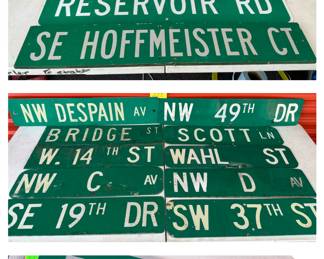 RESERVOIR RD
SE HOFFMEISTER CT
NW DESPAIN AV
NW 49TH DR
BRIDGE ST
SCOTT LN
W. 14TH ST
WAHL ST
NW C AV
NW D AV
SE 19TH DR
SW 37TH ST